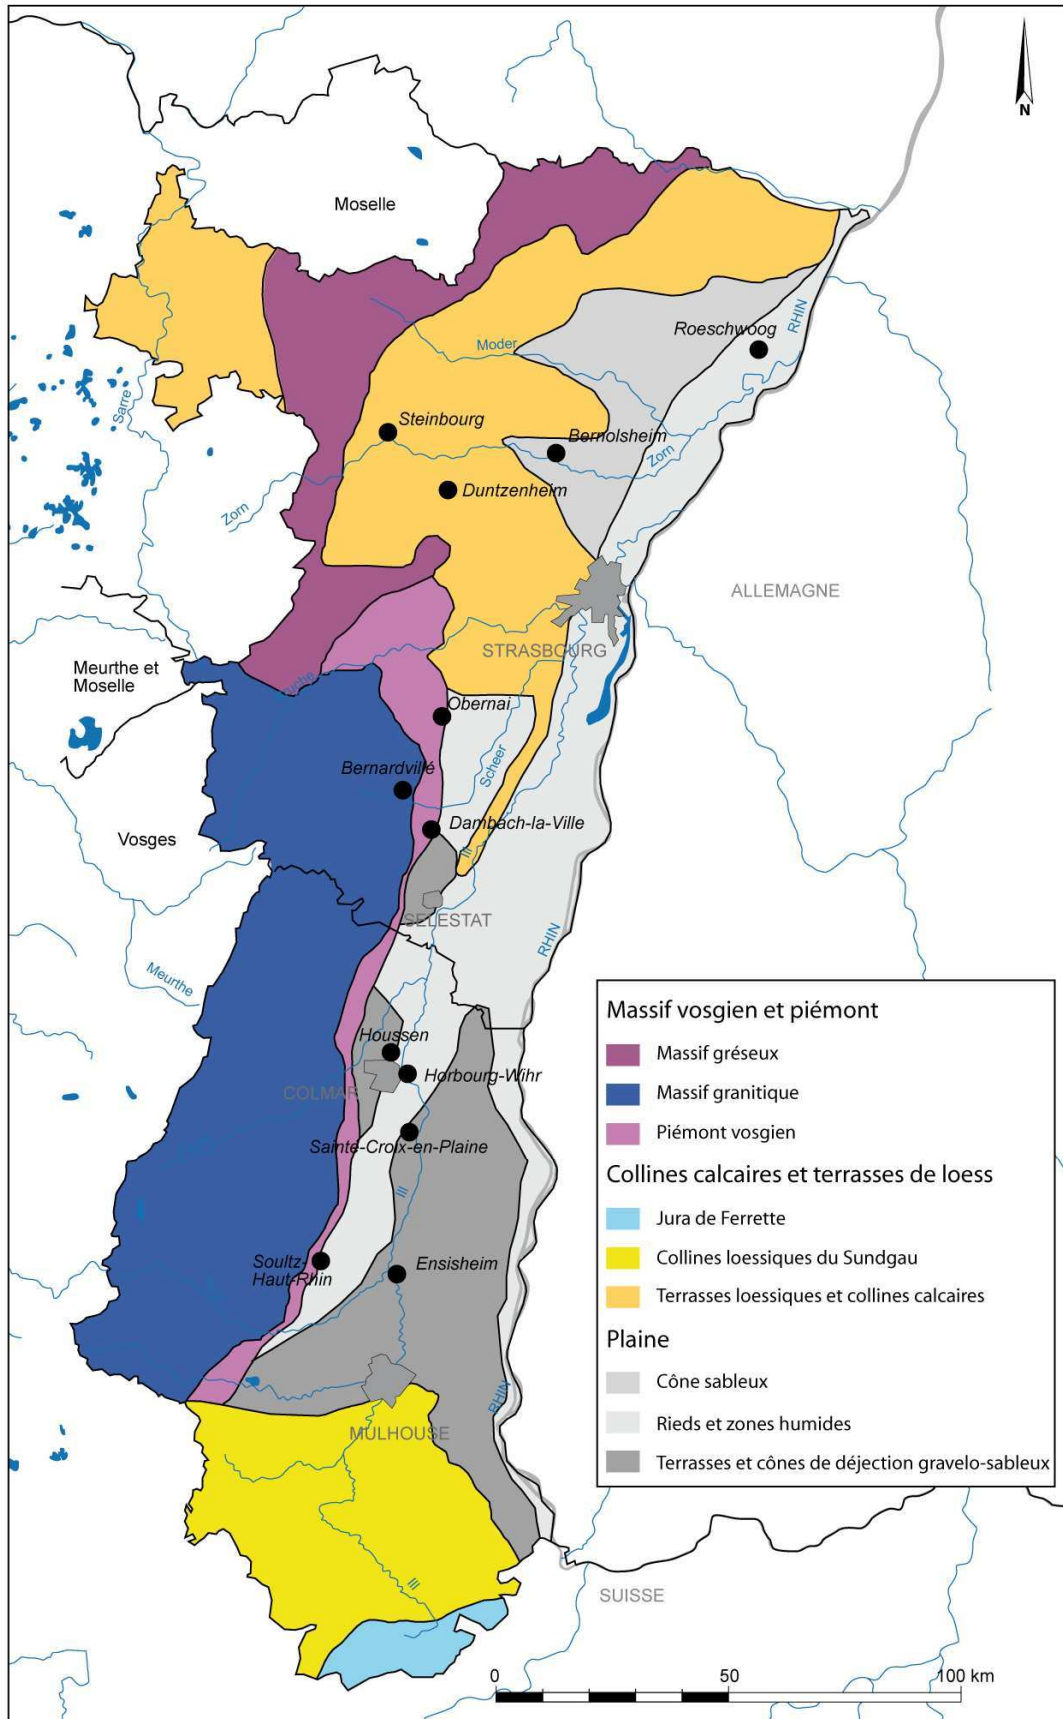 N
Moselle
RHIN
Roeschwoog
Moder
Sarre
Steinbourg
Bernolsheim
Zorn
Zorn
Duntzenheim
ALLEMAGNE
STRASBOURG
Meurthe et
Moselle
Obernai
Scheer
Bernardvillé
Dambach-la-Ville
Vosges
Ill
SELESTAT
RHIN
Meurthe
Houssen
Horbourg-Wihr
COLMAR
Sainte-Croix-en-Plaine
Ill
Soultz-
Haut-Rhin
Ensisheim
RHIN
MULHOUSE
Ill
SUISSE
Massif vosgien et piémont
Massif gréseux
Massif granitique
Piémont vosgien
Collines calcaires et terrasses de loess
Jura de Ferrette
Collines loessiques du Sundgau
Terrasses loessiques et collines calcaires
Plaine
Cône sableux
Rieds et zones humides
Terrasses et cônes de déjection gravelo-sableux
0 50 100 km